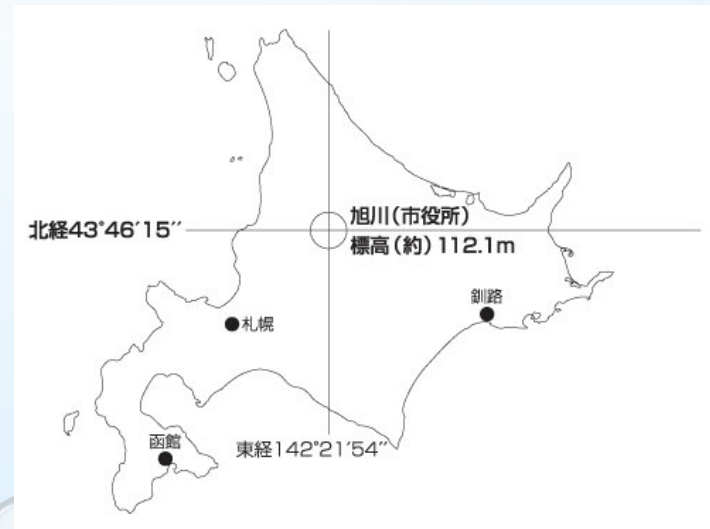 旭川(市役所)
北経43°46′15″
標高(約)112.1m
釧路
札幌
函館
東経142°21′54″